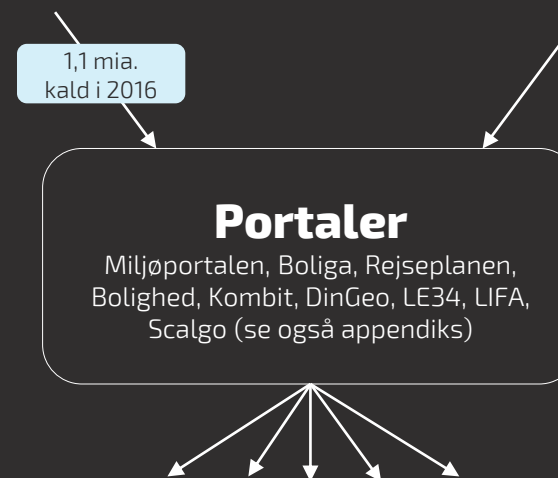 1,1 mia.
kald i 2016
Portaler
Miljøportalen, Boliga, Rejseplanen,
Bolighed, Kombit, DinGeo, LE34, LIFA,
Scalgo (se også appendiks)